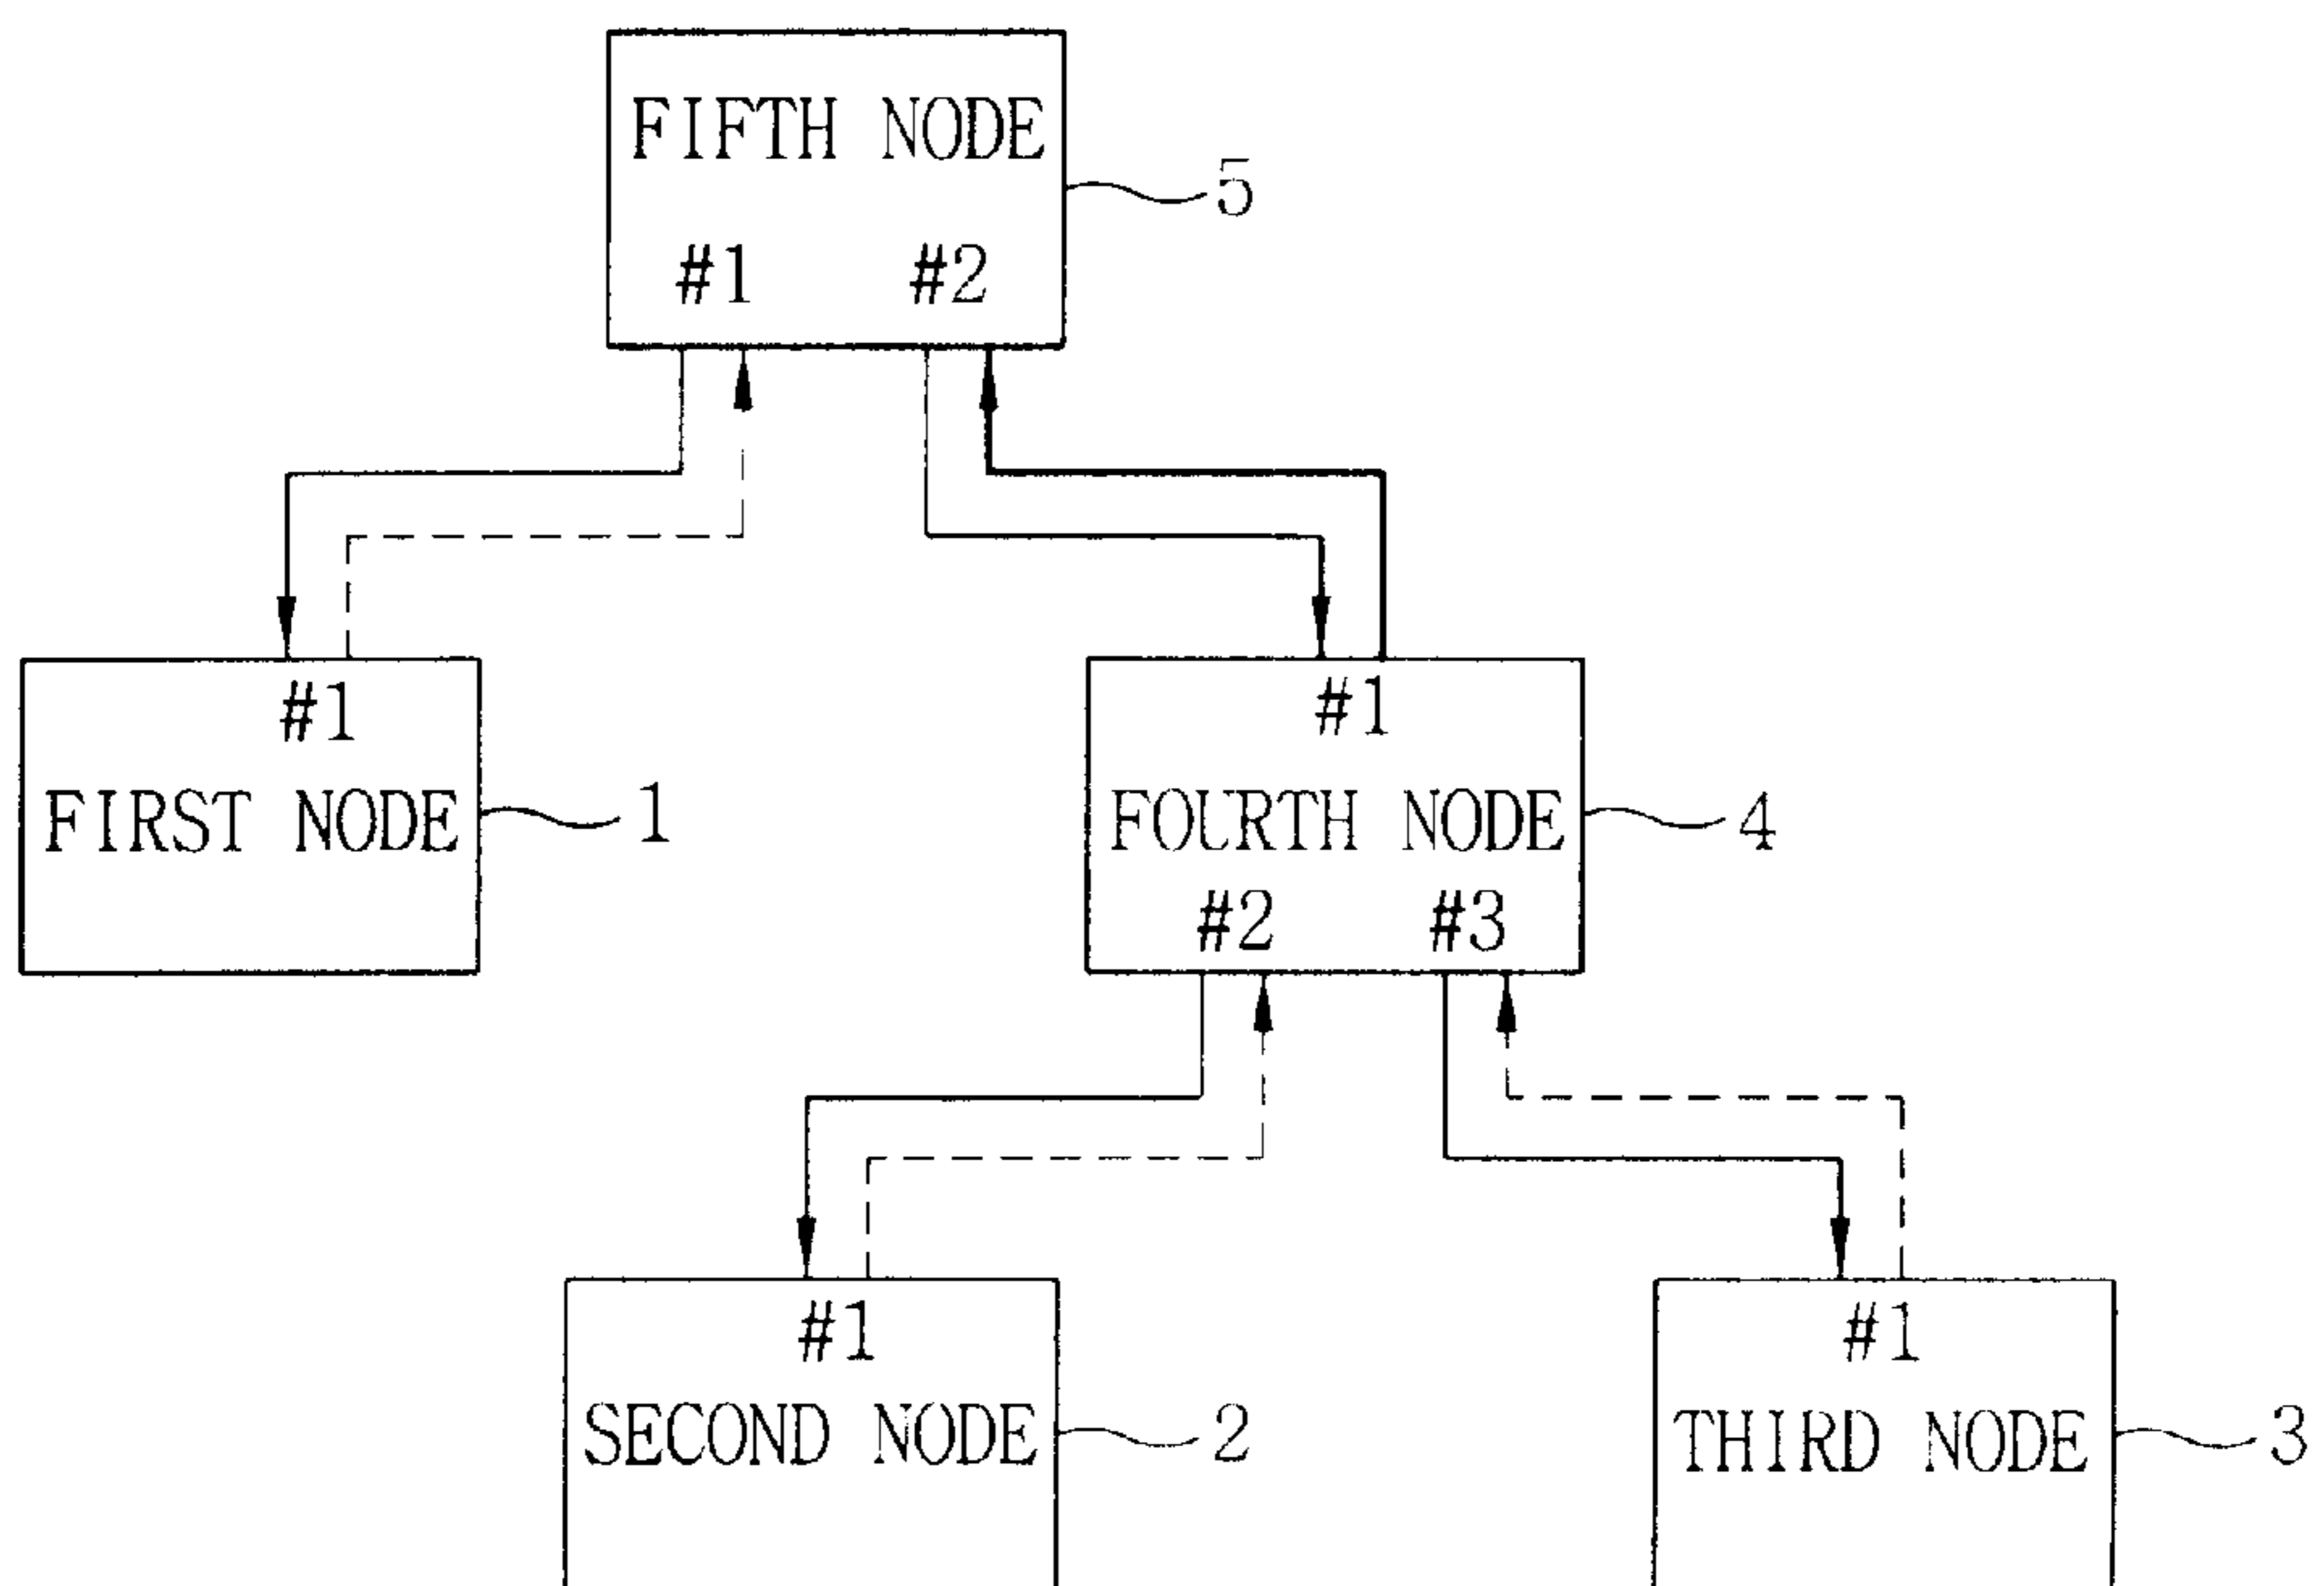 FIFTH NODE
5
#1 #2
#1
FIRST NODE
1
#1
FOURTH NODE
4
#2 #3
#1
SECOND NODE
2
#1
THIRD NODE
3